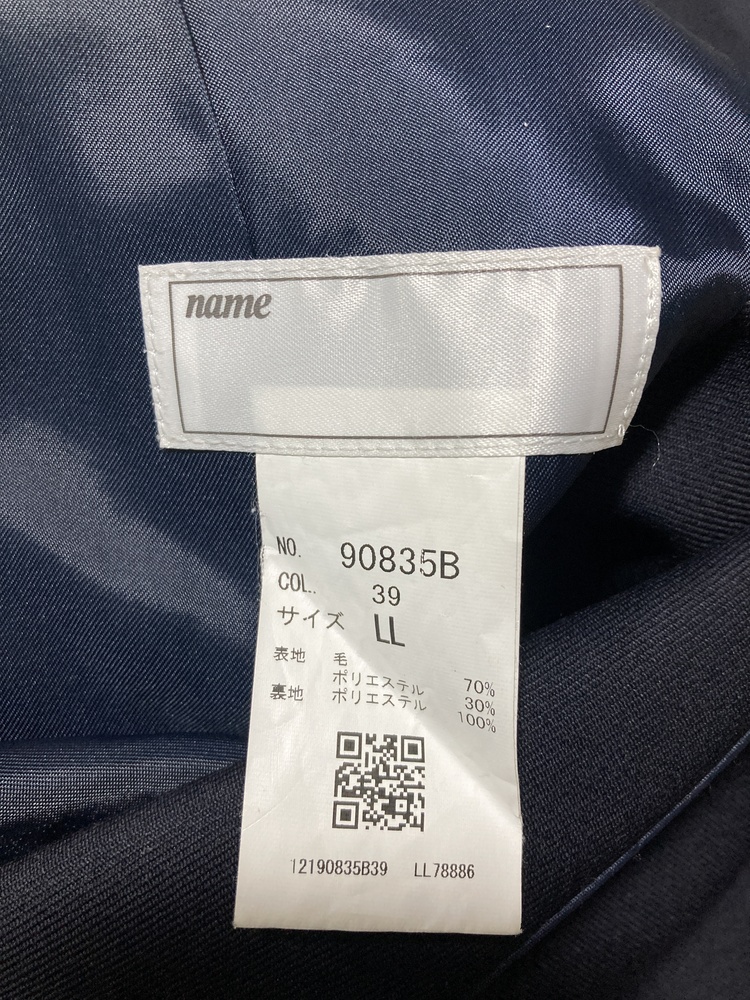 name
NO. 90835B
COL. 39
サイズ LL
表地 毛 70%
ポリエステル 30%
裏地 ポリエステル 100%
12190835B39 LL78886